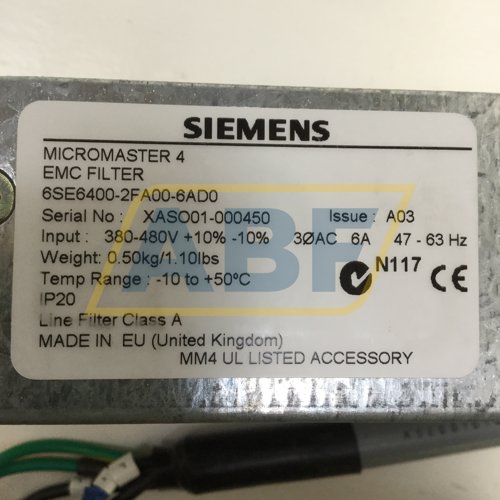 SIEMENS
MICROMASTER 4
EMC FILTER
6SE6400-2FA00-6AD0
Serial No : XASO01-000450 Issue : A03
Input : 380-480V +10% -10% 3ØAC 6A 47 - 63 Hz
Weight: 0.50kg/1.10lbs
Temp Range : -10 to +50ºC
N117 CE
IP20
Line Filter Class A
MADE IN EU (United Kingdom)
MM4 UL LISTED ACCESSORY
ABF